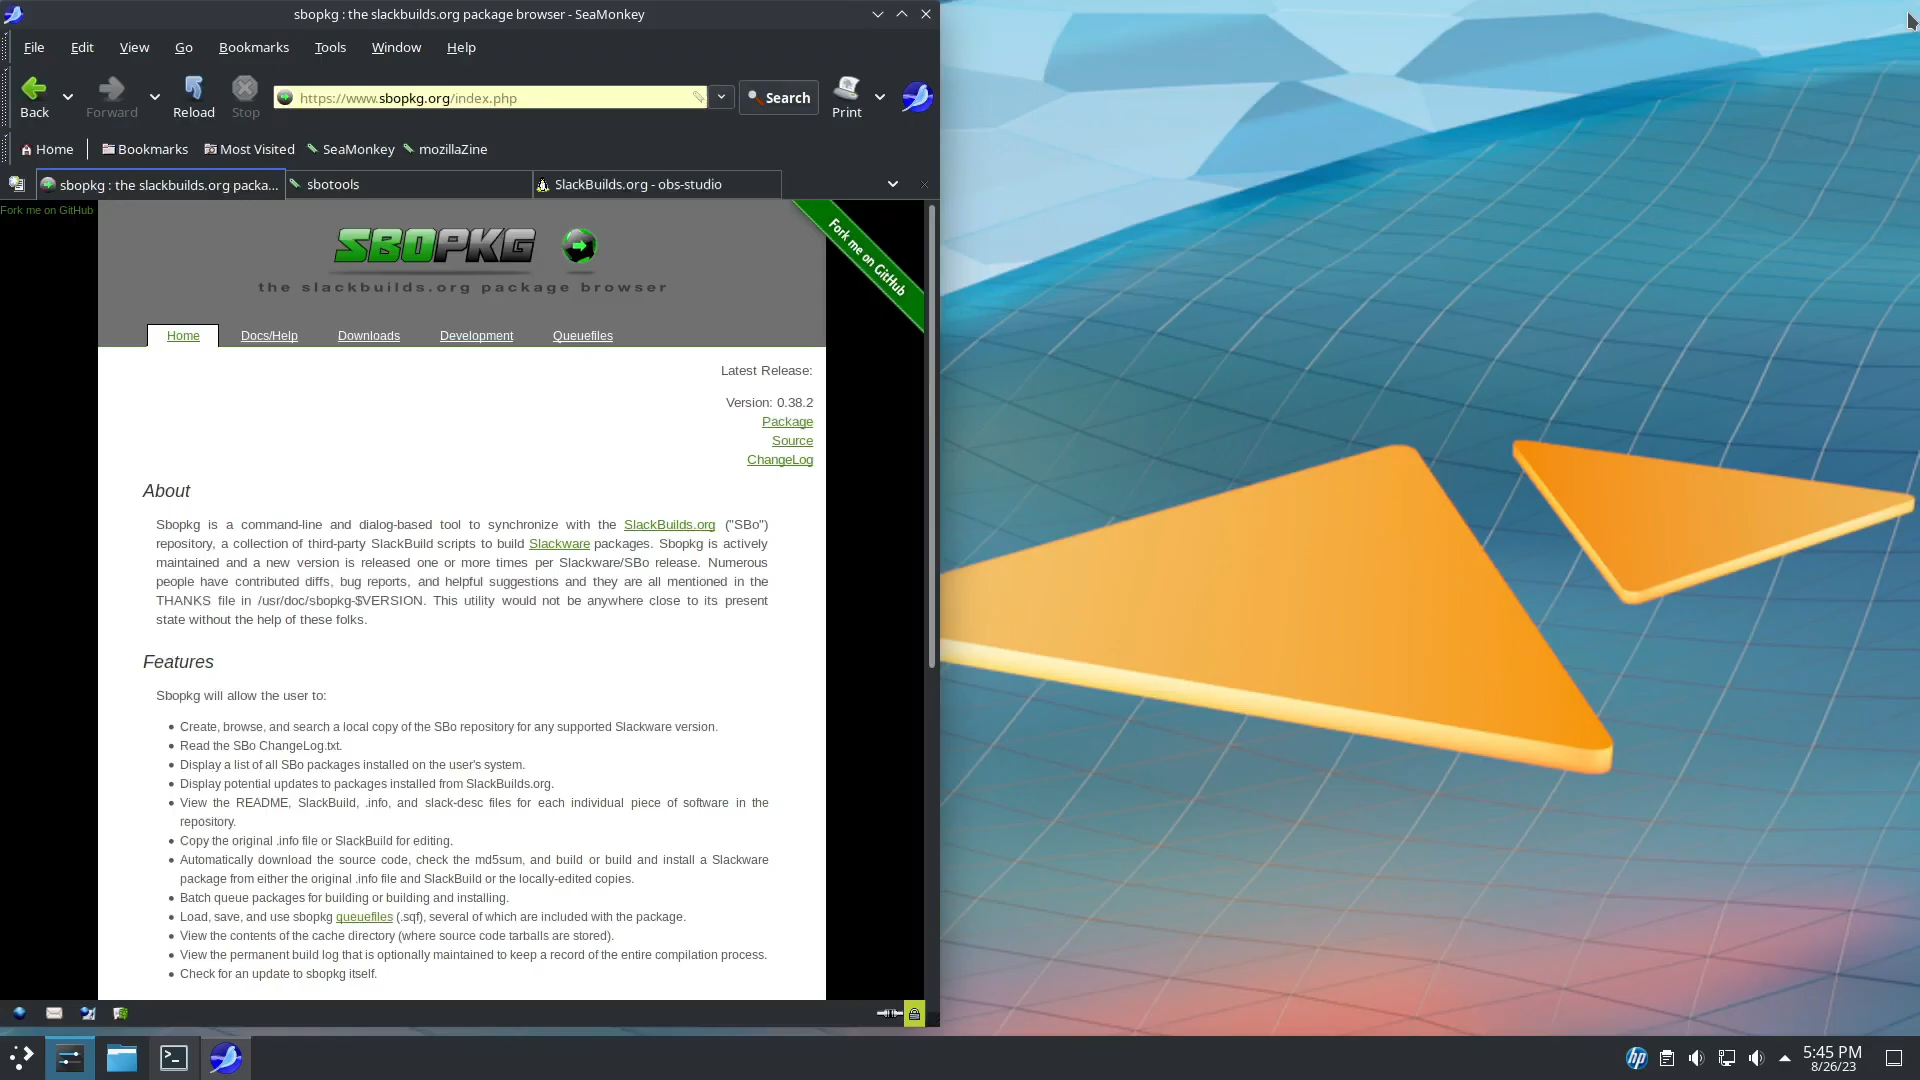 sbopkg : the slackbuilds.org package browser - SeaMonkey
File Edit View Go Bookmarks Tools Window Help
Back Forward Reload Stop https://www.sbopkg.org/index.php Search Print
Home Bookmarks Most Visited SeaMonkey mozillaZine
sbopkg : the slackbuilds.org packa... sbotools SlackBuilds.org - obs-studio
Fork me on GitHub
SBOPKG
Fork me on GitHub
the slackbuilds.org package browser
Home Docs/Help Downloads Development Queuefiles
Latest Release:
Version: 0.38.2
Package
Source
ChangeLog
About
Sbopkg is a command-line and dialog-based tool to synchronize with the SlackBuilds.org ("SBo")
repository, a collection of third-party SlackBuild scripts to build Slackware packages. Sbopkg is actively
maintained and a new version is released one or more times per Slackware/SBo release. Numerous
people have contributed diffs, bug reports, and helpful suggestions and they are all mentioned in the
THANKS file in /usr/doc/sbopkg-$VERSION. This utility would not be anywhere close to its present
state without the help of these folks.
Features
Sbopkg will allow the user to:
• Create, browse, and search a local copy of the SBo repository for any supported Slackware version.
• Read the SBo ChangeLog.txt.
• Display a list of all SBo packages installed on the user's system.
• Display potential updates to packages installed from SlackBuilds.org.
• View the README, SlackBuild, .info, and slack-desc files for each individual piece of software in the
repository.
• Copy the original .info file or SlackBuild for editing.
• Automatically download the source code, check the md5sum, and build or build and install a Slackware
package from either the original .info file and SlackBuild or the locally-edited copies.
• Batch queue packages for building or building and installing.
• Load, save, and use sbopkg queuefiles (.sqf), several of which are included with the package.
• View the contents of the cache directory (where source code tarballs are stored).
• View the permanent build log that is optionally maintained to keep a record of the entire compilation process.
• Check for an update to sbopkg itself.
hp
5:45 PM
8/26/23